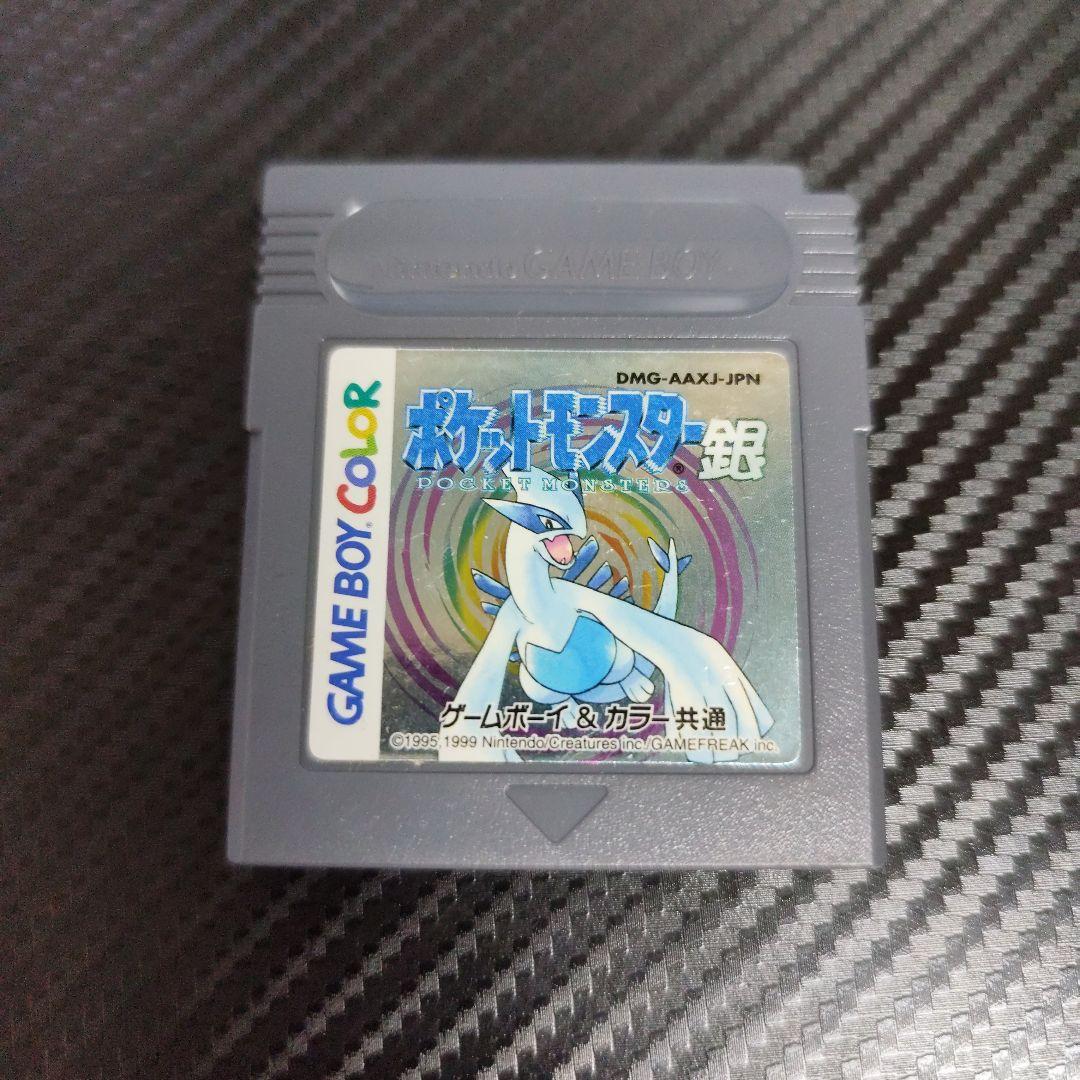 Nintendo GAME BOY
DMG-AAXJ-JPN
ポケットモンスター銀
®
POCKET MONSTERS
GAME BOY® COLOR
ゲームボーイ & カラー 共通
©1995,1999 Nintendo/Creatures inc./GAMEFREAK inc.